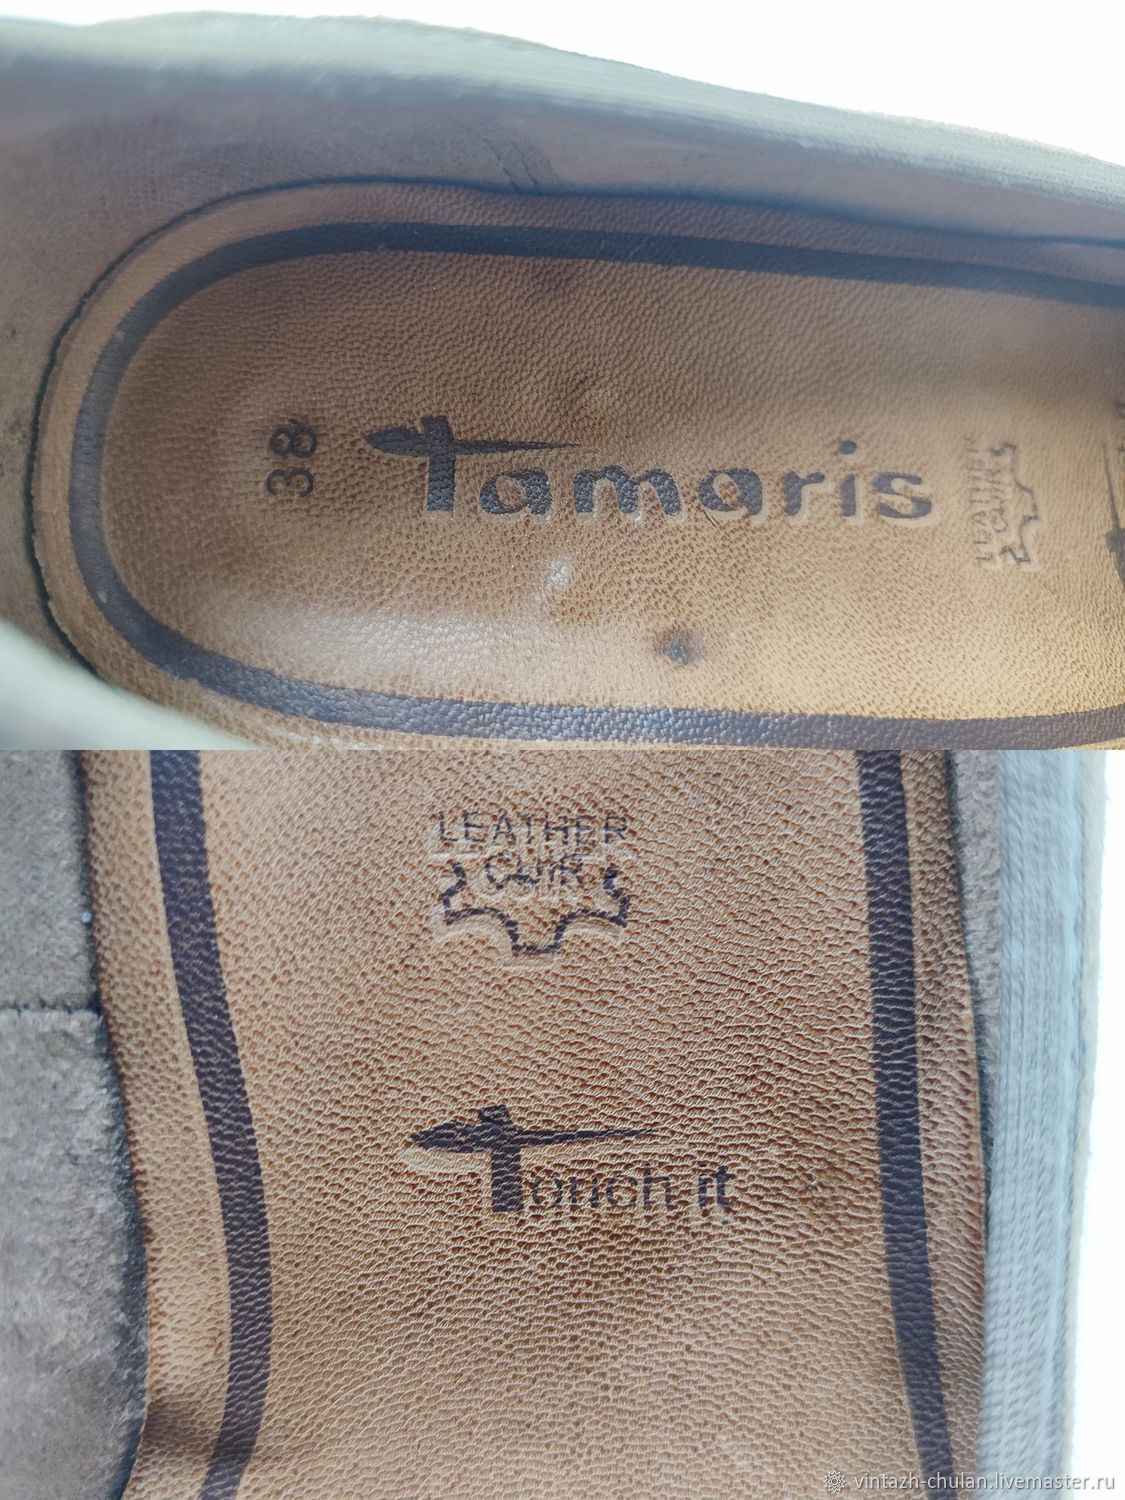 38
Tamaris
LEATHER
CUIR
LEATHER
CUIR
Touch it
vintazh-chulan.livemaster.ru